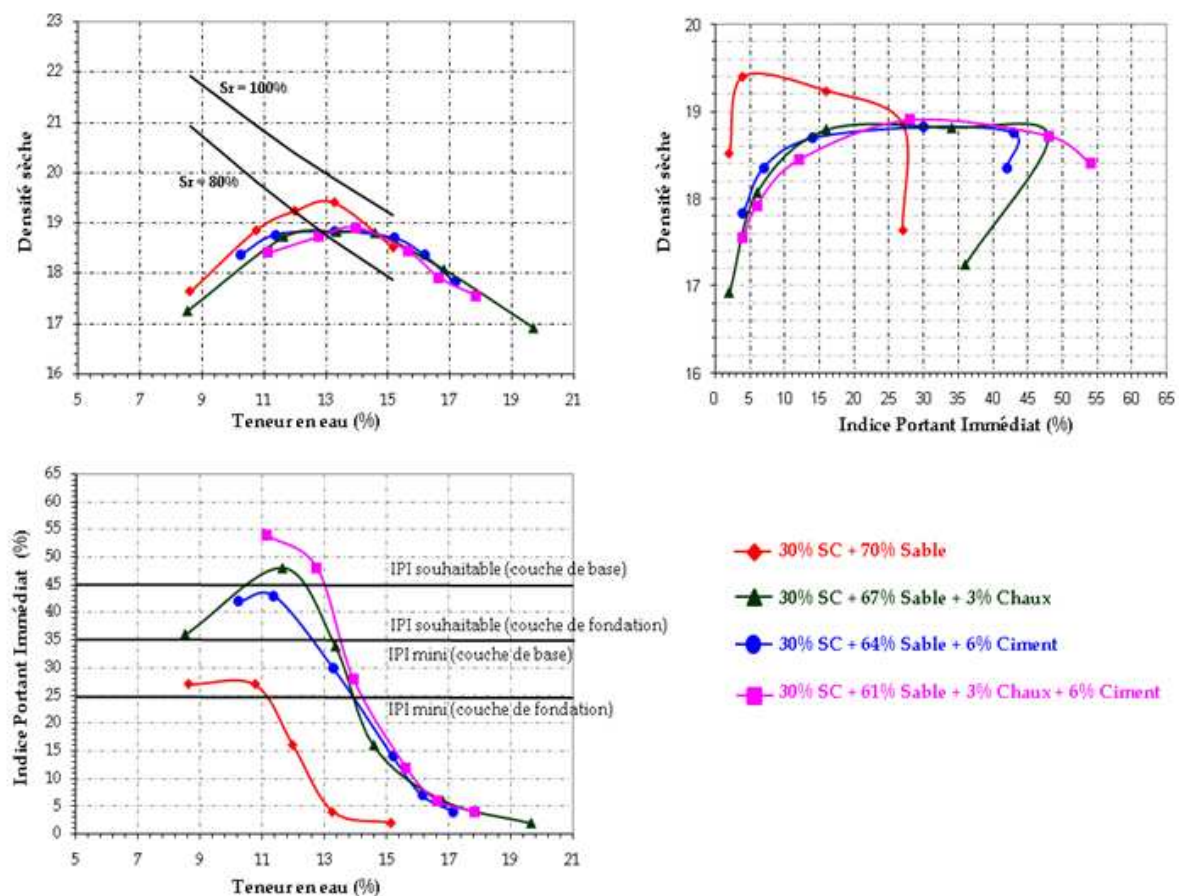 23
22
21
20
19
18
17
16
Densité sèche
Sr = 100%
Sr = 80%
5 7 9 11 13 15 17 19 21
Teneur en eau (%)
20
19
18
17
16
Densité sèche
0 5 10 15 20 25 30 35 40 45 50 55 60 65
Indice Portant Immédiat (%)
65
60
55
50
45
40
35
30
25
20
15
10
5
0
Indice Portant Immédiat (%)
IPI souhaitable (couche de base)
IPI souhaitable (couche de fondation)
IPI mini (couche de base)
IPI mini (couche de fondation)
5 7 9 11 13 15 17 19 21
Teneur en eau (%)
30% SC + 70% Sable
30% SC + 67% Sable + 3% Chaux
30% SC + 64% Sable + 6% Ciment
30% SC + 61% Sable + 3% Chaux + 6% Ciment